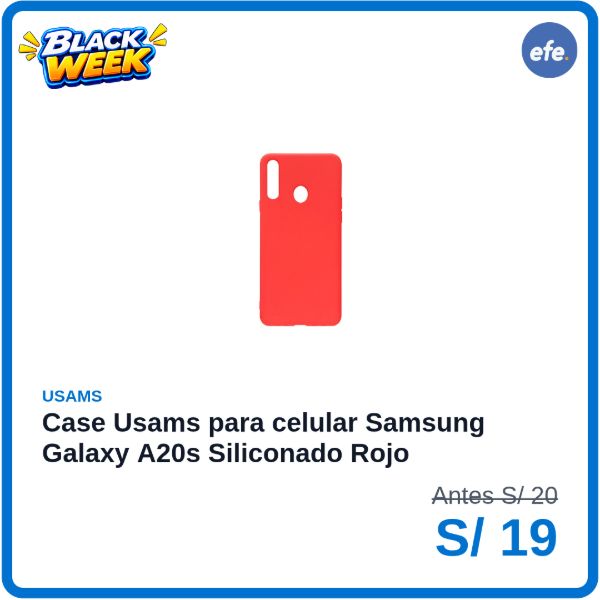 BLACK
WEEK
efe.
USAMS
Case Usams para celular Samsung
Galaxy A20s Siliconado Rojo
Antes S/ 20
S/ 19